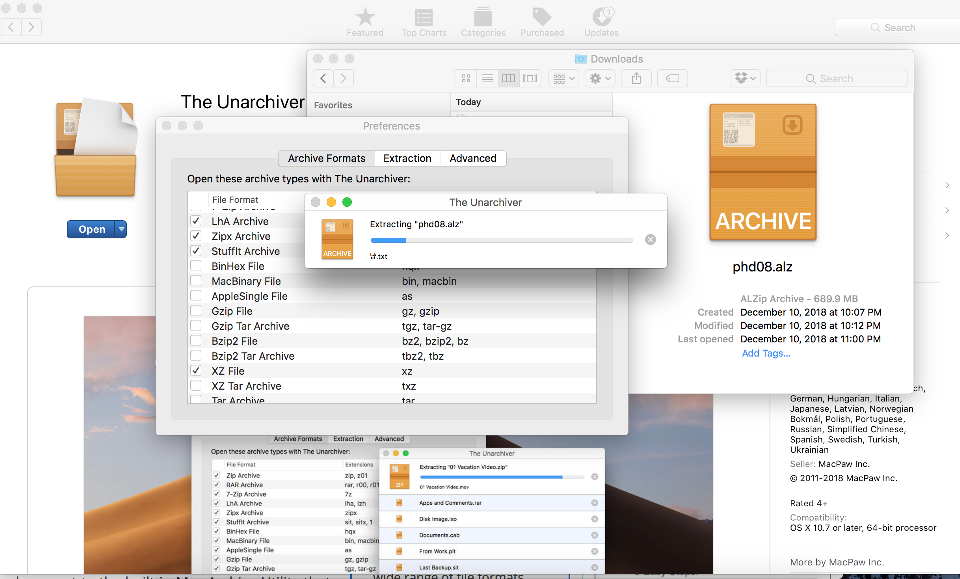 Featured
Top Charts
Categories
Purchased
Updates
Search
Downloads
Search
Favorites
Today
The Unarchiver
Open
Preferences
Archive Formats
Extraction
Advanced
Open these archive types with The Unarchiver:
File Format
LhA Archive
Zipx Archive
StuffIt Archive
BinHex File
hqx
MacBinary File
bin, macbin
AppleSingle File
as
Gzip File
gz, gzip
Gzip Tar Archive
tgz, tar-gz
Bzip2 File
bz2, bzip2, bz
Bzip2 Tar Archive
tbz2, tbz
XZ File
xz
XZ Tar Archive
txz
Tar Archive
tar
The Unarchiver
Extracting "phd08.alz"
ARCHIVE
ARCHIVE
phd08.alz
ALZip Archive - 689.9 MB
Created December 10, 2018 at 10:07 PM
Modified December 10, 2018 at 10:12 PM
Last opened December 10, 2018 at 11:00 PM
Add Tags...
German, Hungarian, Italian,
Japanese, Latvian, Norwegian
Bokmål, Polish, Portuguese,
Russian, Simplified Chinese,
Spanish, Swedish, Turkish,
Ukrainian
Seller: MacPaw Inc.
© 2011-2018 MacPaw Inc.
Rated 4+
Compatibility:
OS X 10.7 or later, 64-bit processor
More by MacPaw Inc.
Archive Formats
Extraction
Advanced
Open these archive types with The Unarchiver:
File Format
Extensions
Zip Archive
zip, z01
RAR Archive
rar, r00, r01
7-Zip Archive
7z
LhA Archive
lha, lzh
Zipx Archive
zipx
StuffIt Archive
sit, sitx, 1
BinHex File
hqx
MacBinary File
bin, macbin
AppleSingle File
as
Gzip File
gz, gzip
Gzip Tar Archive
tgz, tar-gz
The Unarchiver
Extracting "01 Vacation Video.zip"
ZIP
01 Vacation Video.mov
Apps and Comments.rar
Disk Image.iso
Documents.cab
From Work.pit
Last Backup.sit
wide range of file formats